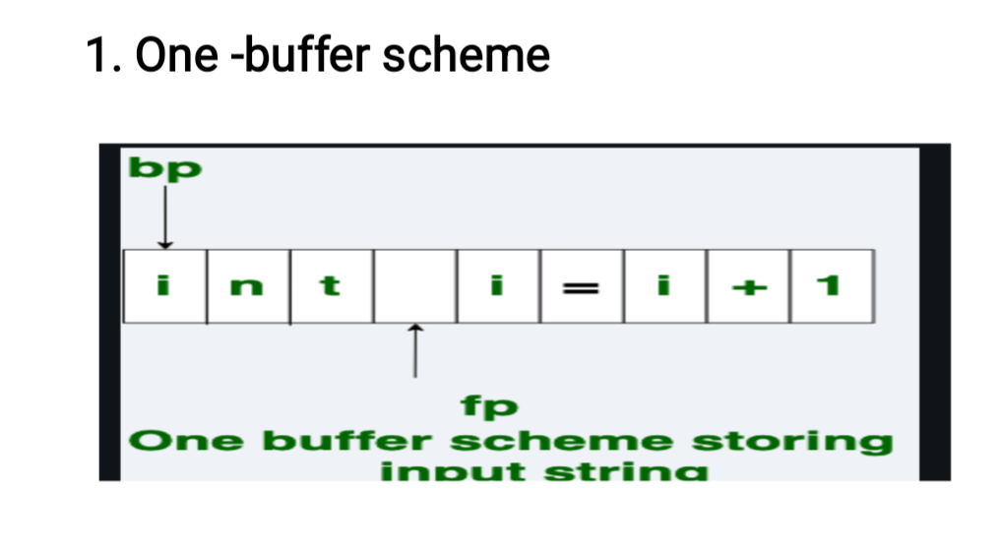 1. One -buffer scheme
bp
i n t i = i + 1
fp
One buffer scheme storing
input string